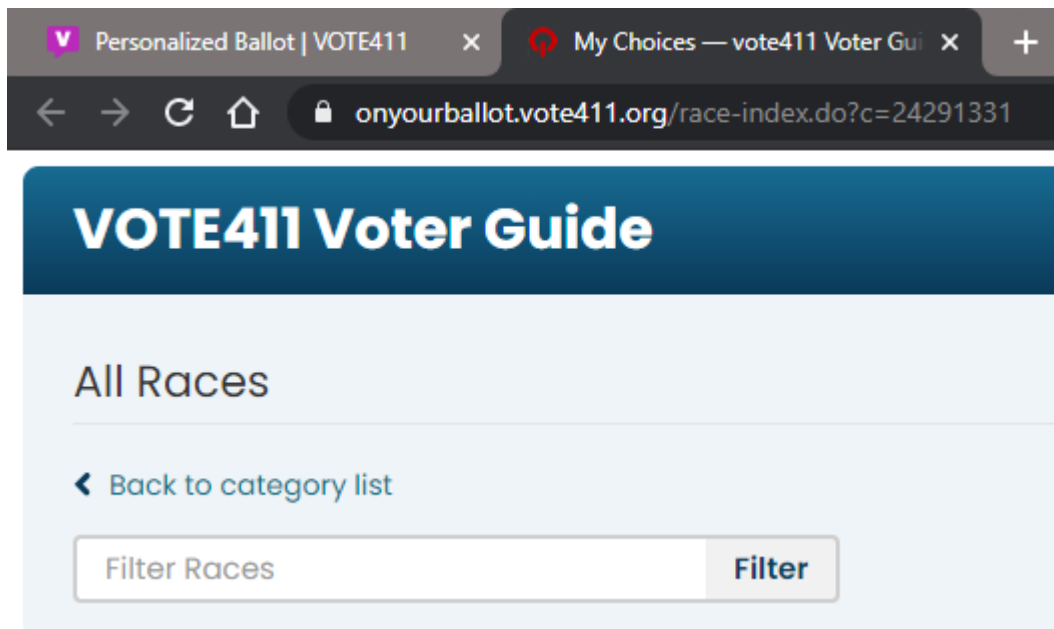 V Personalized Ballot | VOTE411
My Choices — vote411 Voter Gui
onyourballot.vote411.org/race-index.do?c=24291331
VOTE411 Voter Guide
All Races
Back to category list
Filter Races Filter